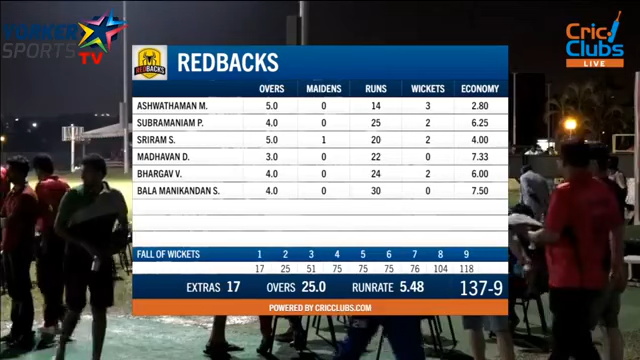 TURKER
SPORTS
TV
Cric
Clubs
LIVE
REDBACKS
REDBACKS
OVERS MAIDENS RUNS WICKETS ECONOMY
ASHWATHAMAN M. 5.0 0 14 3 2.80
SUBRAMANIAM P. 4.0 0 25 2 6.25
SRIRAM S. 5.0 1 20 2 4.00
MADHAVAN D. 3.0 0 22 0 7.33
BHARGAV V. 4.0 0 24 2 6.00
BALA MANIKANDAN S. 4.0 0 30 0 7.50
FALL OF WICKETS 1 2 3 4 5 6 7 8 9
17 25 51 75 75 75 76 104 118
EXTRAS 17 OVERS 25.0 RUNRATE 5.48 137-9
POWERED BY CRICCLUBS.COM